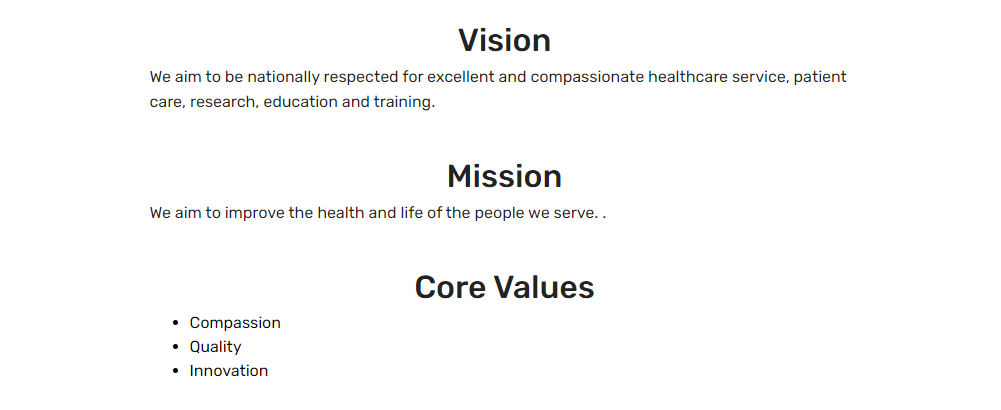 Vision
We aim to be nationally respected for excellent and compassionate healthcare service, patient
care, research, education and training.
Mission
We aim to improve the health and life of the people we serve. .
Core Values
• Compassion
• Quality
• Innovation